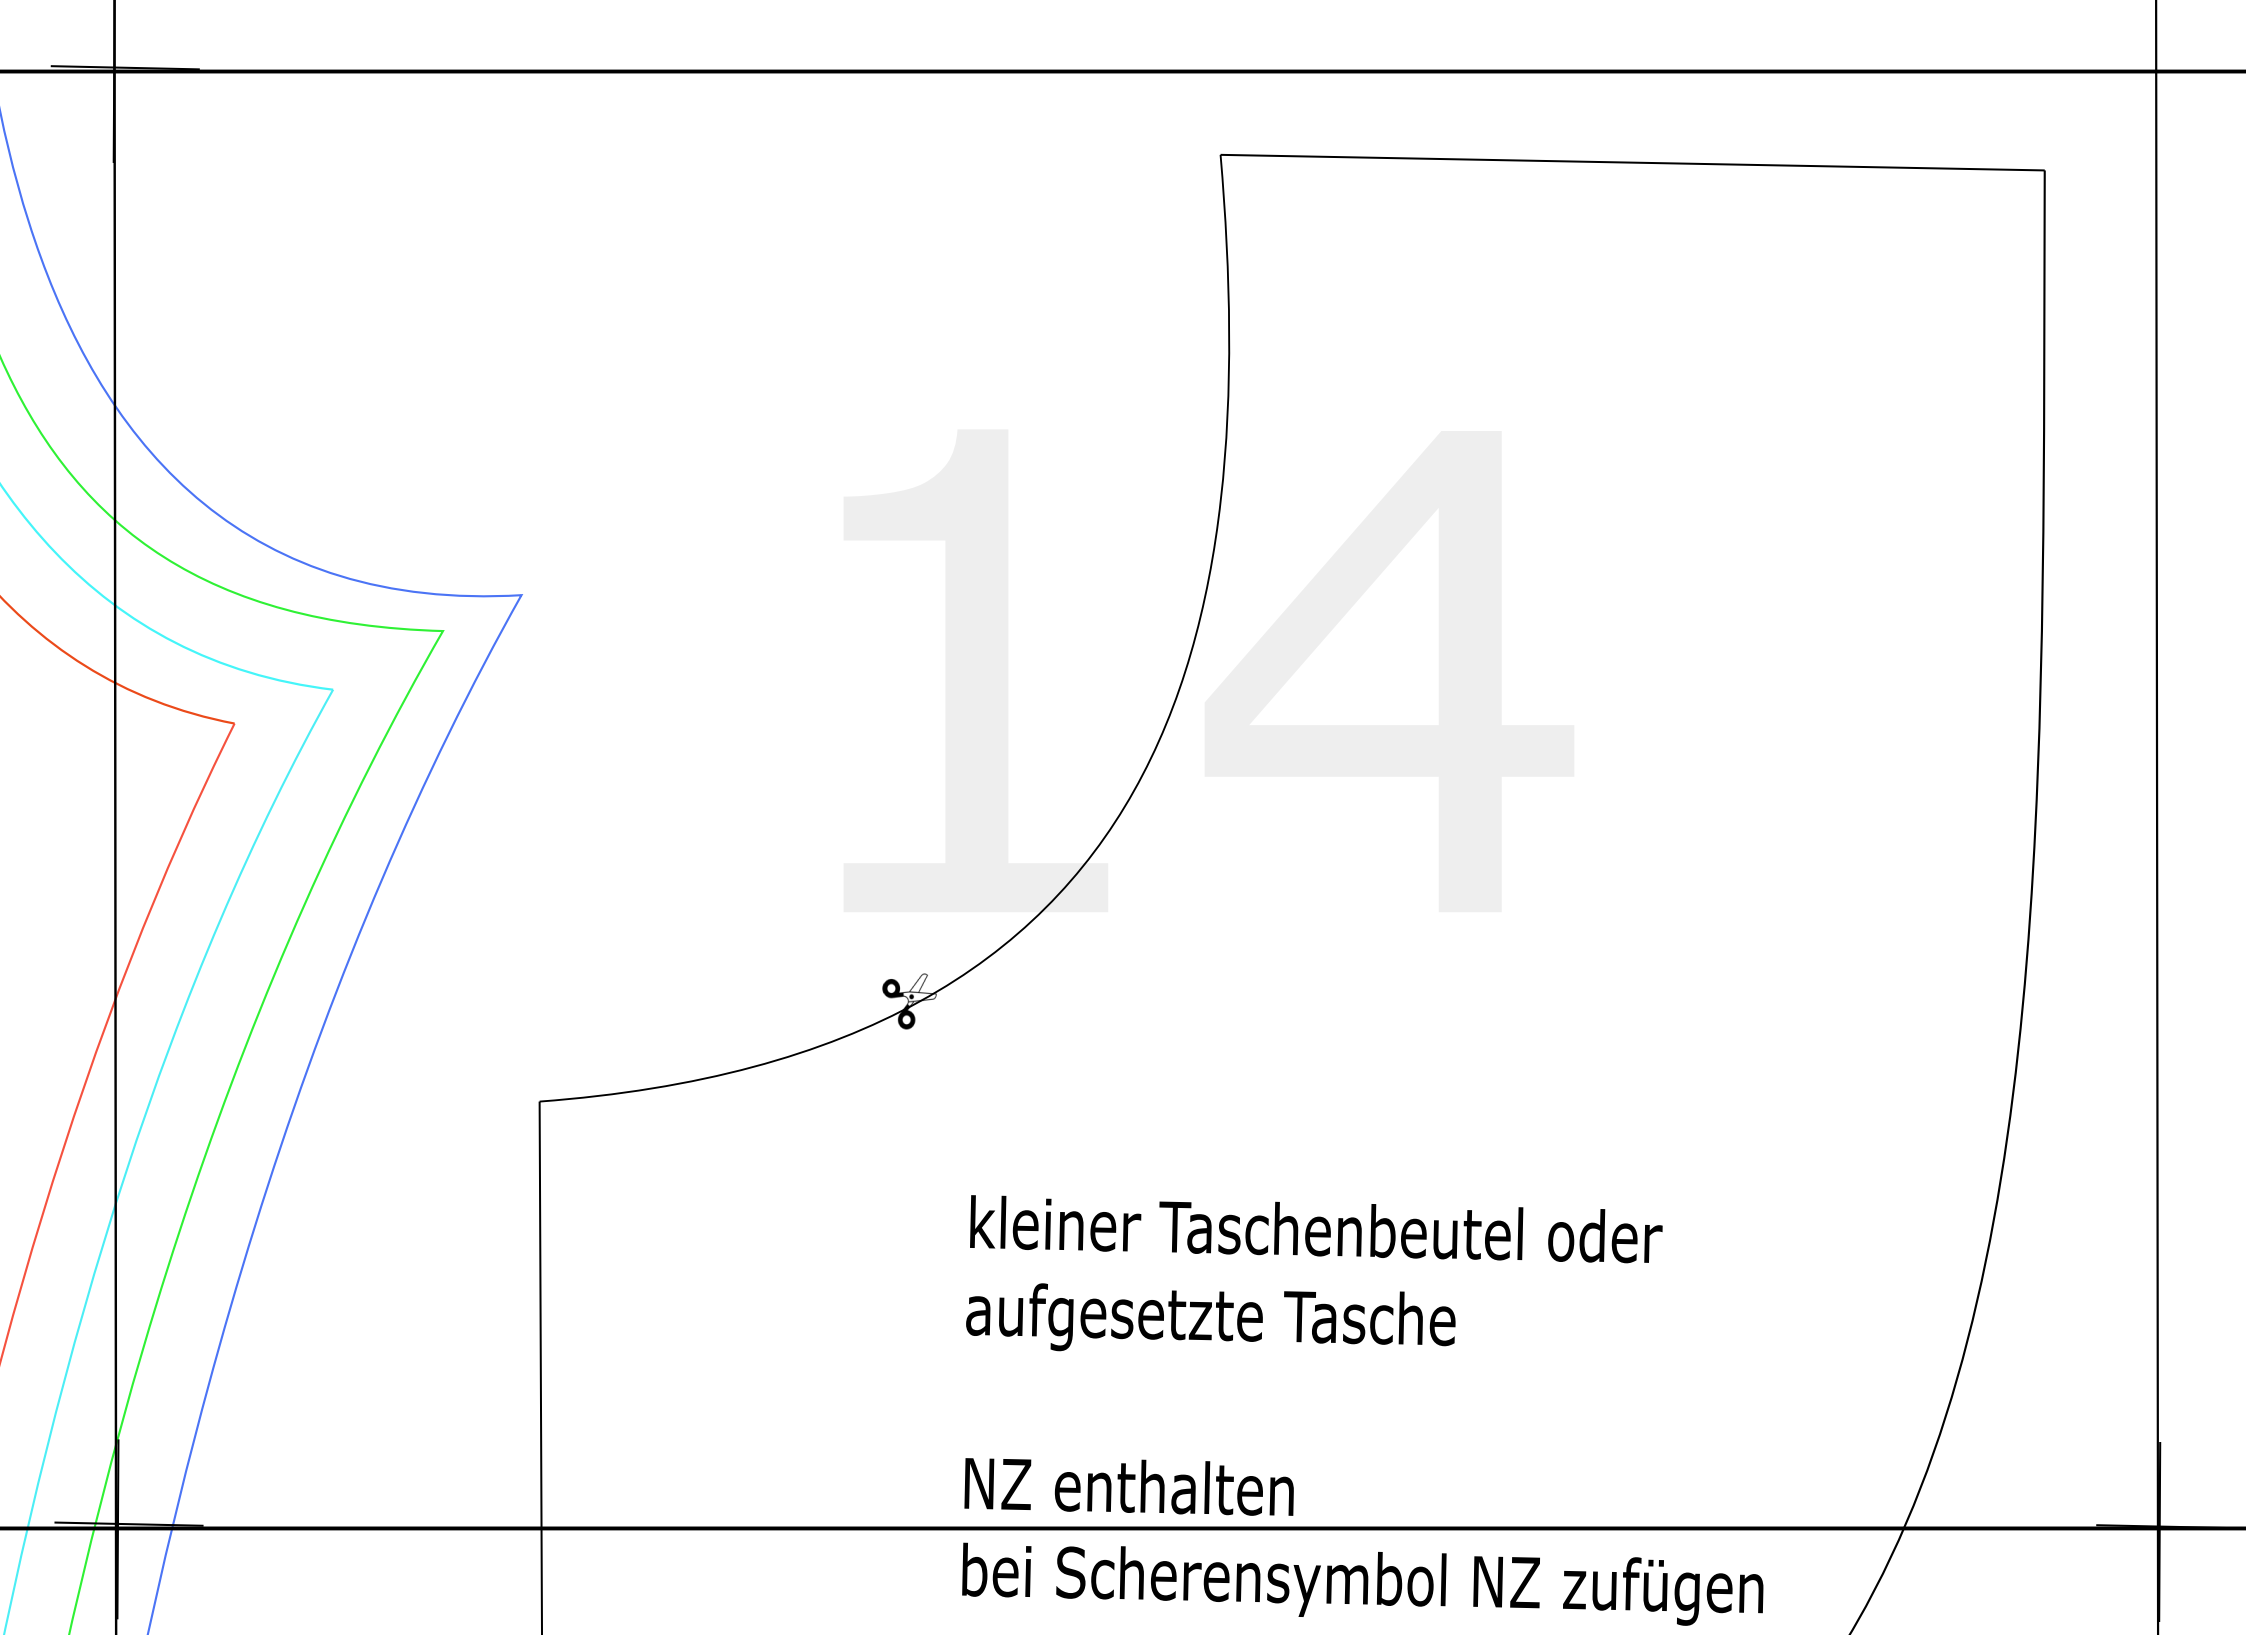 14
kleiner Taschenbeutel oder
aufgesetzte Tasche
NZ enthalten
bei Scherensymbol NZ zufügen